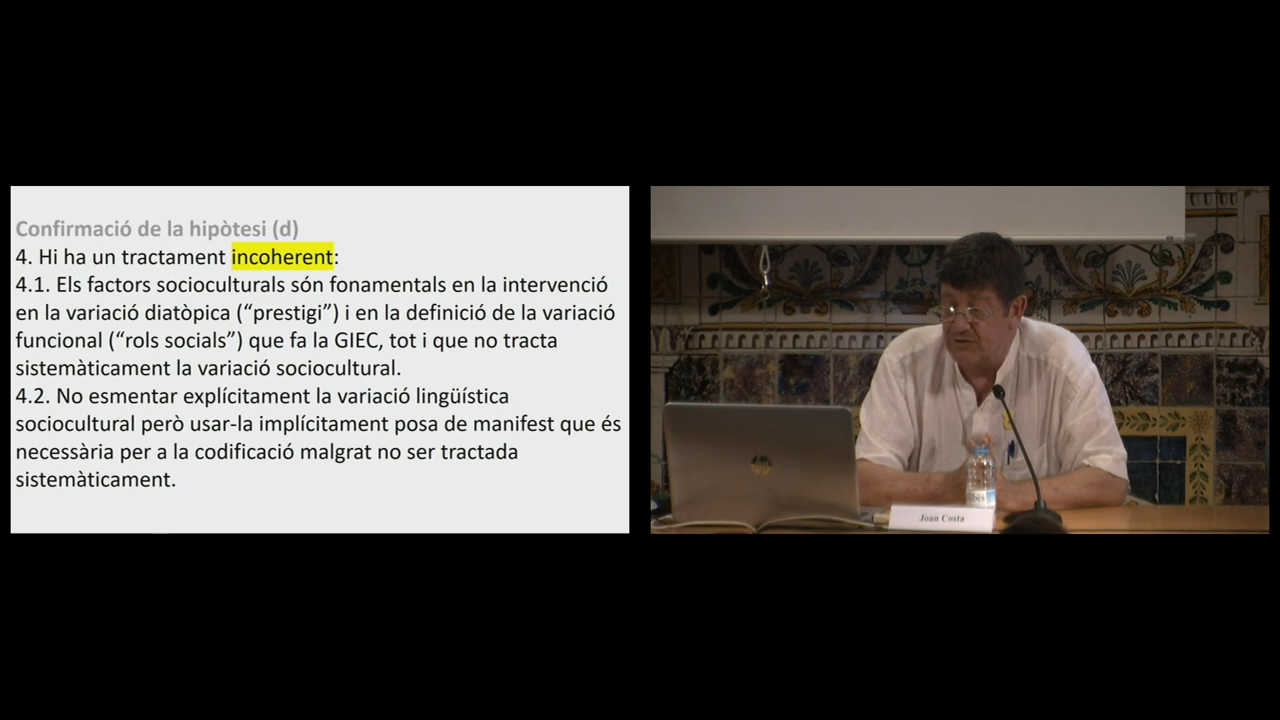 Confirmació de la hipòtesi (d)
4. Hi ha un tractament incoherent:
4.1. Els factors socioculturals són fonamentals en la intervenció
en la variació diatòpica (“prestigi”) i en la definició de la variació
funcional (“rols socials”) que fa la GIEC, tot i que no tracta
sistemàticament la variació sociocultural.
4.2. No esmentar explícitament la variació lingüística
sociocultural però usar-la implícitament posa de manifest que és
necessària per a la codificació malgrat no ser tractada
sistemàticament.
hp
Joan Costa